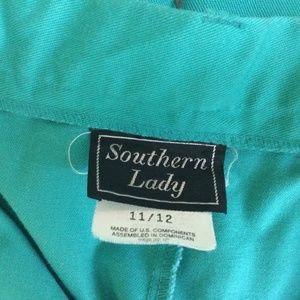 Southern
Lady
11/12
MADE OF U.S. COMPONENTS
ASSEMBLED IN DOMINICAN